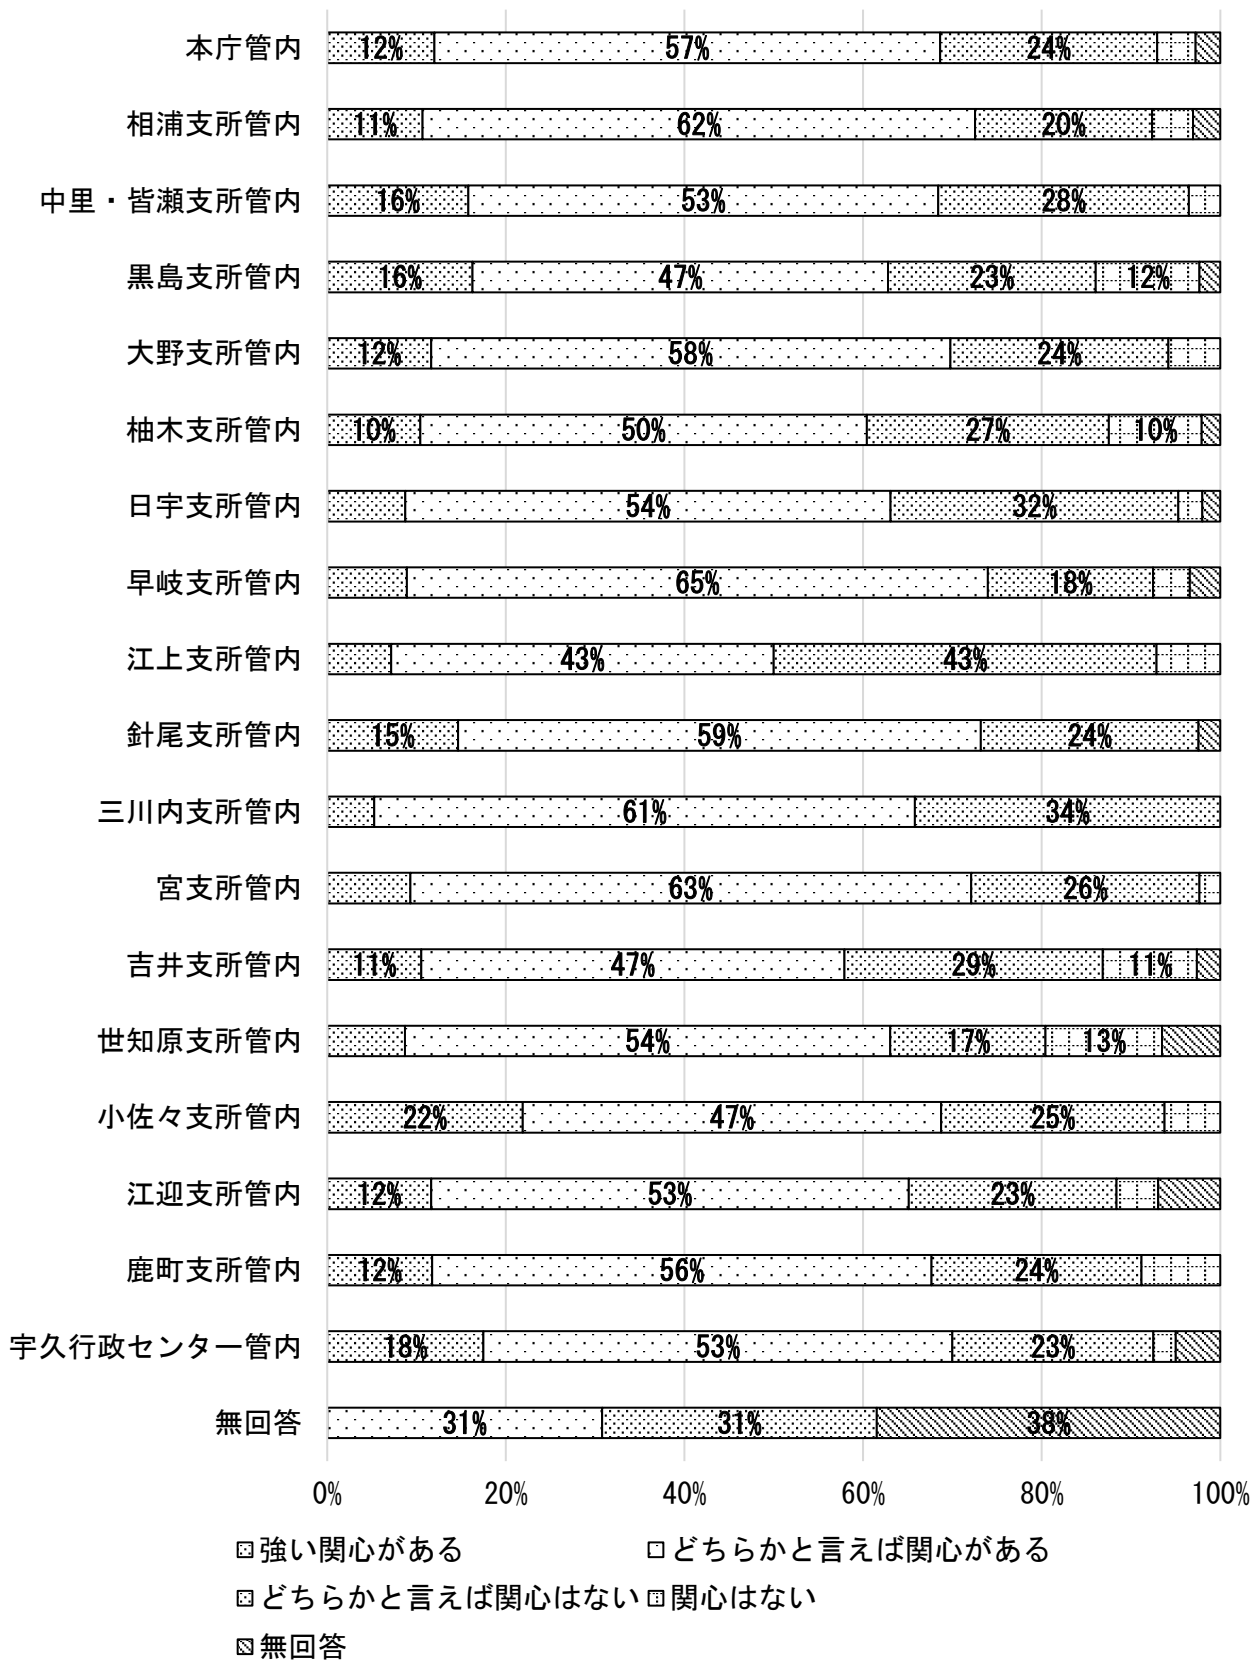 本庁管内 12% 57% 24%
相浦支所管内 11% 62% 20%
中里・皆瀬支所管内 16% 53% 28%
黒島支所管内 16% 47% 23% 12%
大野支所管内 12% 58% 24%
柚木支所管内 10% 50% 27% 10%
日宇支所管内 54% 32%
早岐支所管内 65% 18%
江上支所管内 43% 43%
針尾支所管内 15% 59% 24%
三川内支所管内 61% 34%
宮支所管内 63% 26%
吉井支所管内 11% 47% 29% 11%
世知原支所管内 54% 17% 13%
小佐々支所管内 22% 47% 25%
江迎支所管内 12% 53% 23%
鹿町支所管内 12% 56% 24%
宇久行政センター管内 18% 53% 23%
無回答 31% 31% 38%
0% 20% 40% 60% 80% 100%
強い関心がある どちらかと言えば関心がある
どちらかと言えば関心はない 関心はない
無回答